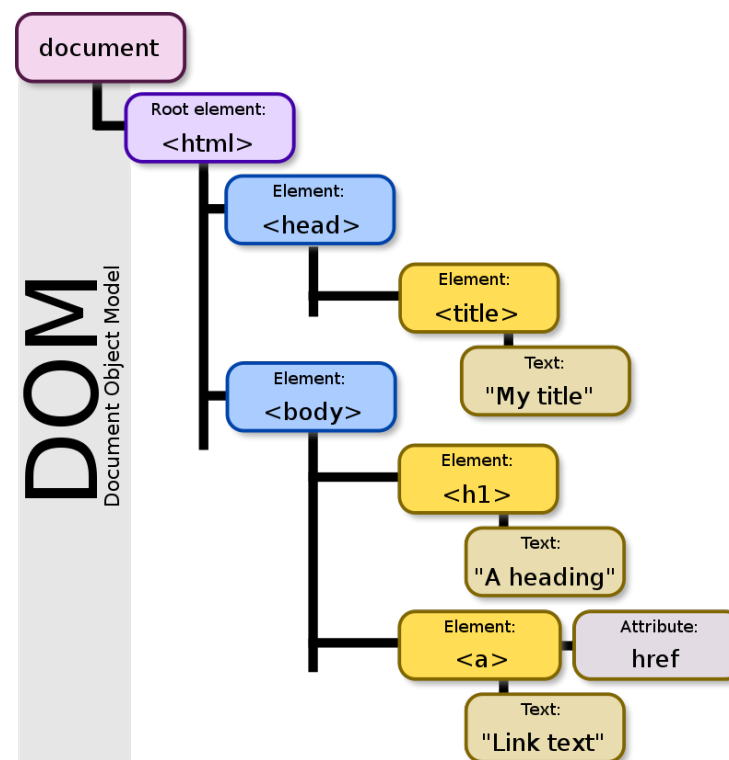 document
Root element:
<html>
Element:
<head>
Element:
<title>
Text:
"My title"
Element:
<body>
Element:
<h1>
Text:
"A heading"
Element:
<a>
Attribute:
href
Text:
"Link text"
DOM
Document Object Model